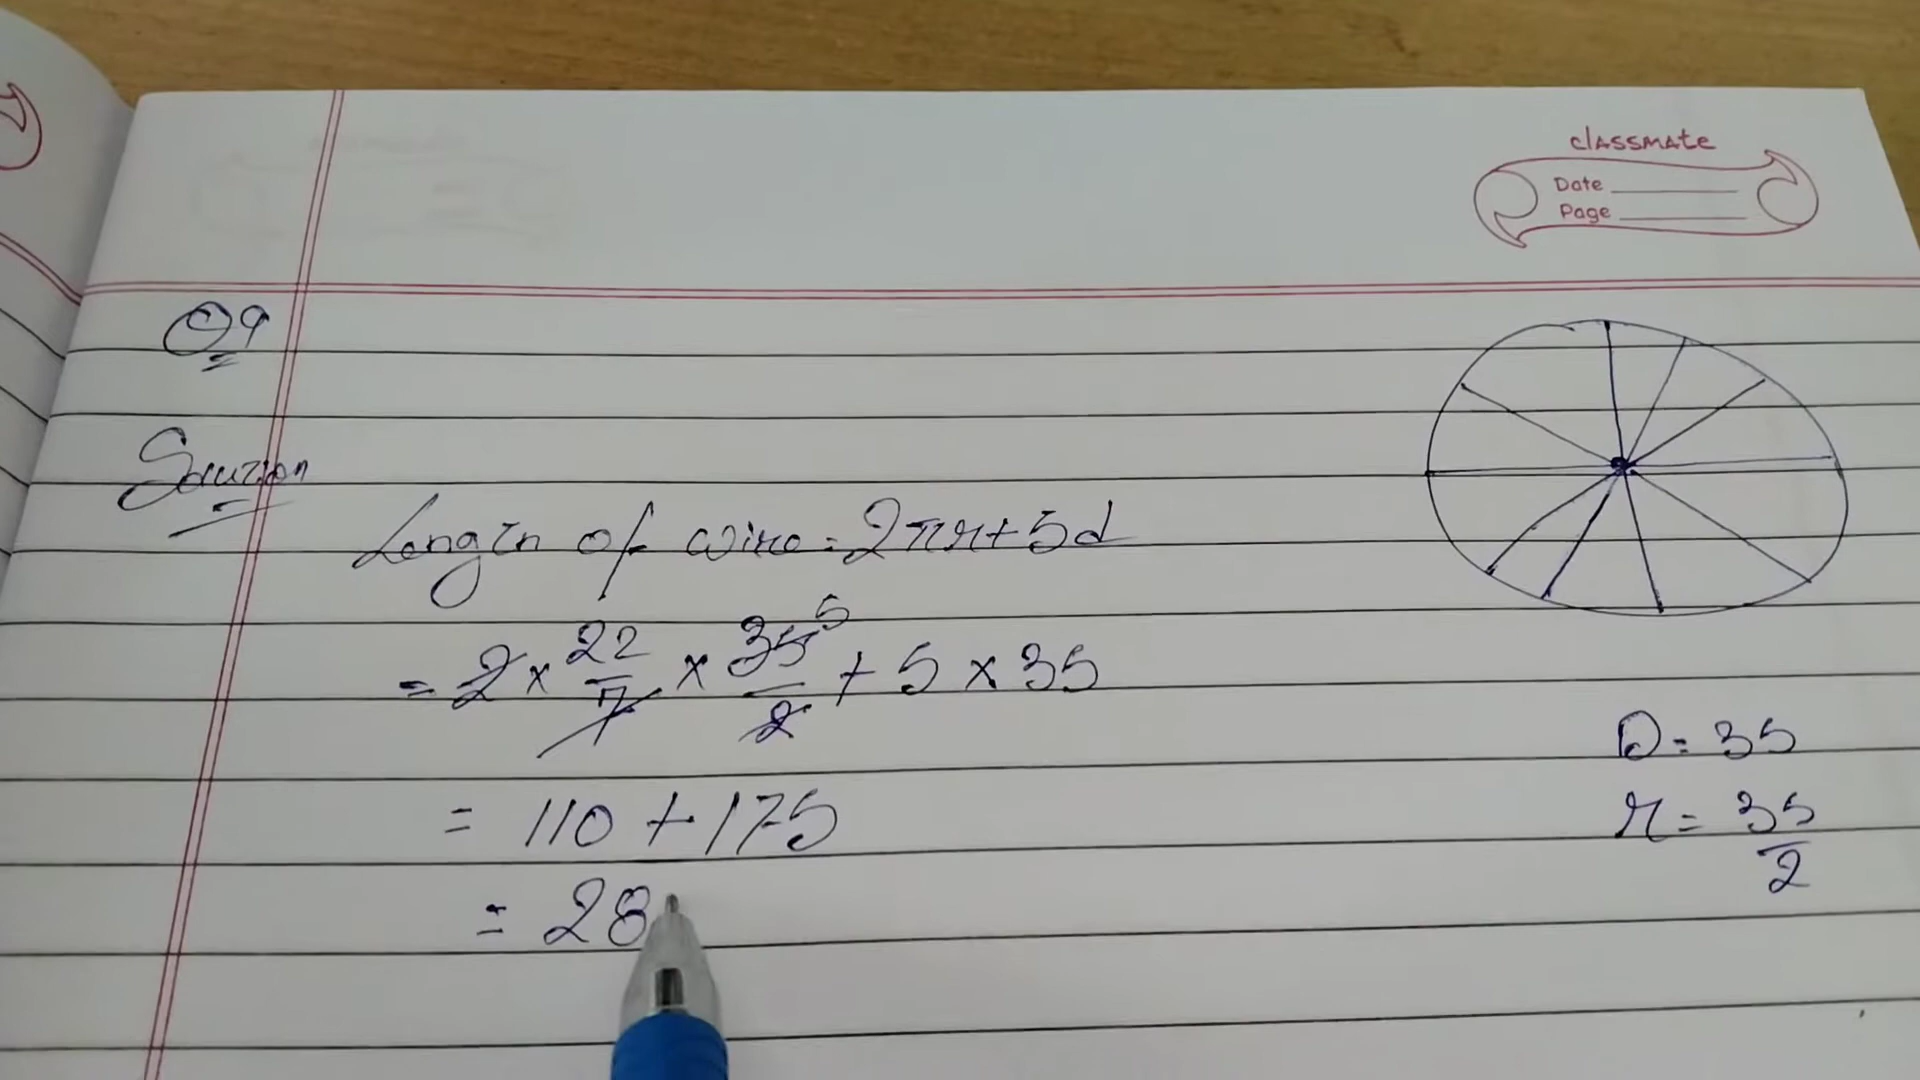 classmate
Date
Page
Q9
Solution
Length of wire = 2πr + 5d
= 2 × 22/7 × 35/2 + 5 × 35
5
= 110 + 175
= 28
D = 35
r = 35/2